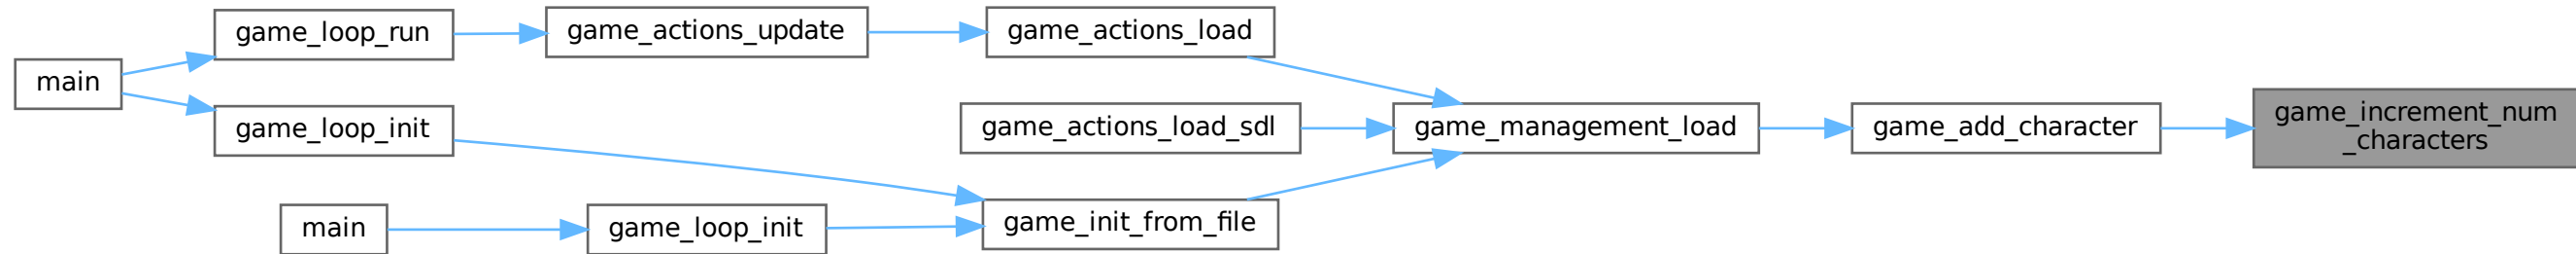 main
game_loop_run
game_actions_update
game_actions_load
game_loop_init
game_actions_load_sdl
game_management_load
game_add_character
game_increment_num
_characters
main
game_loop_init
game_init_from_file